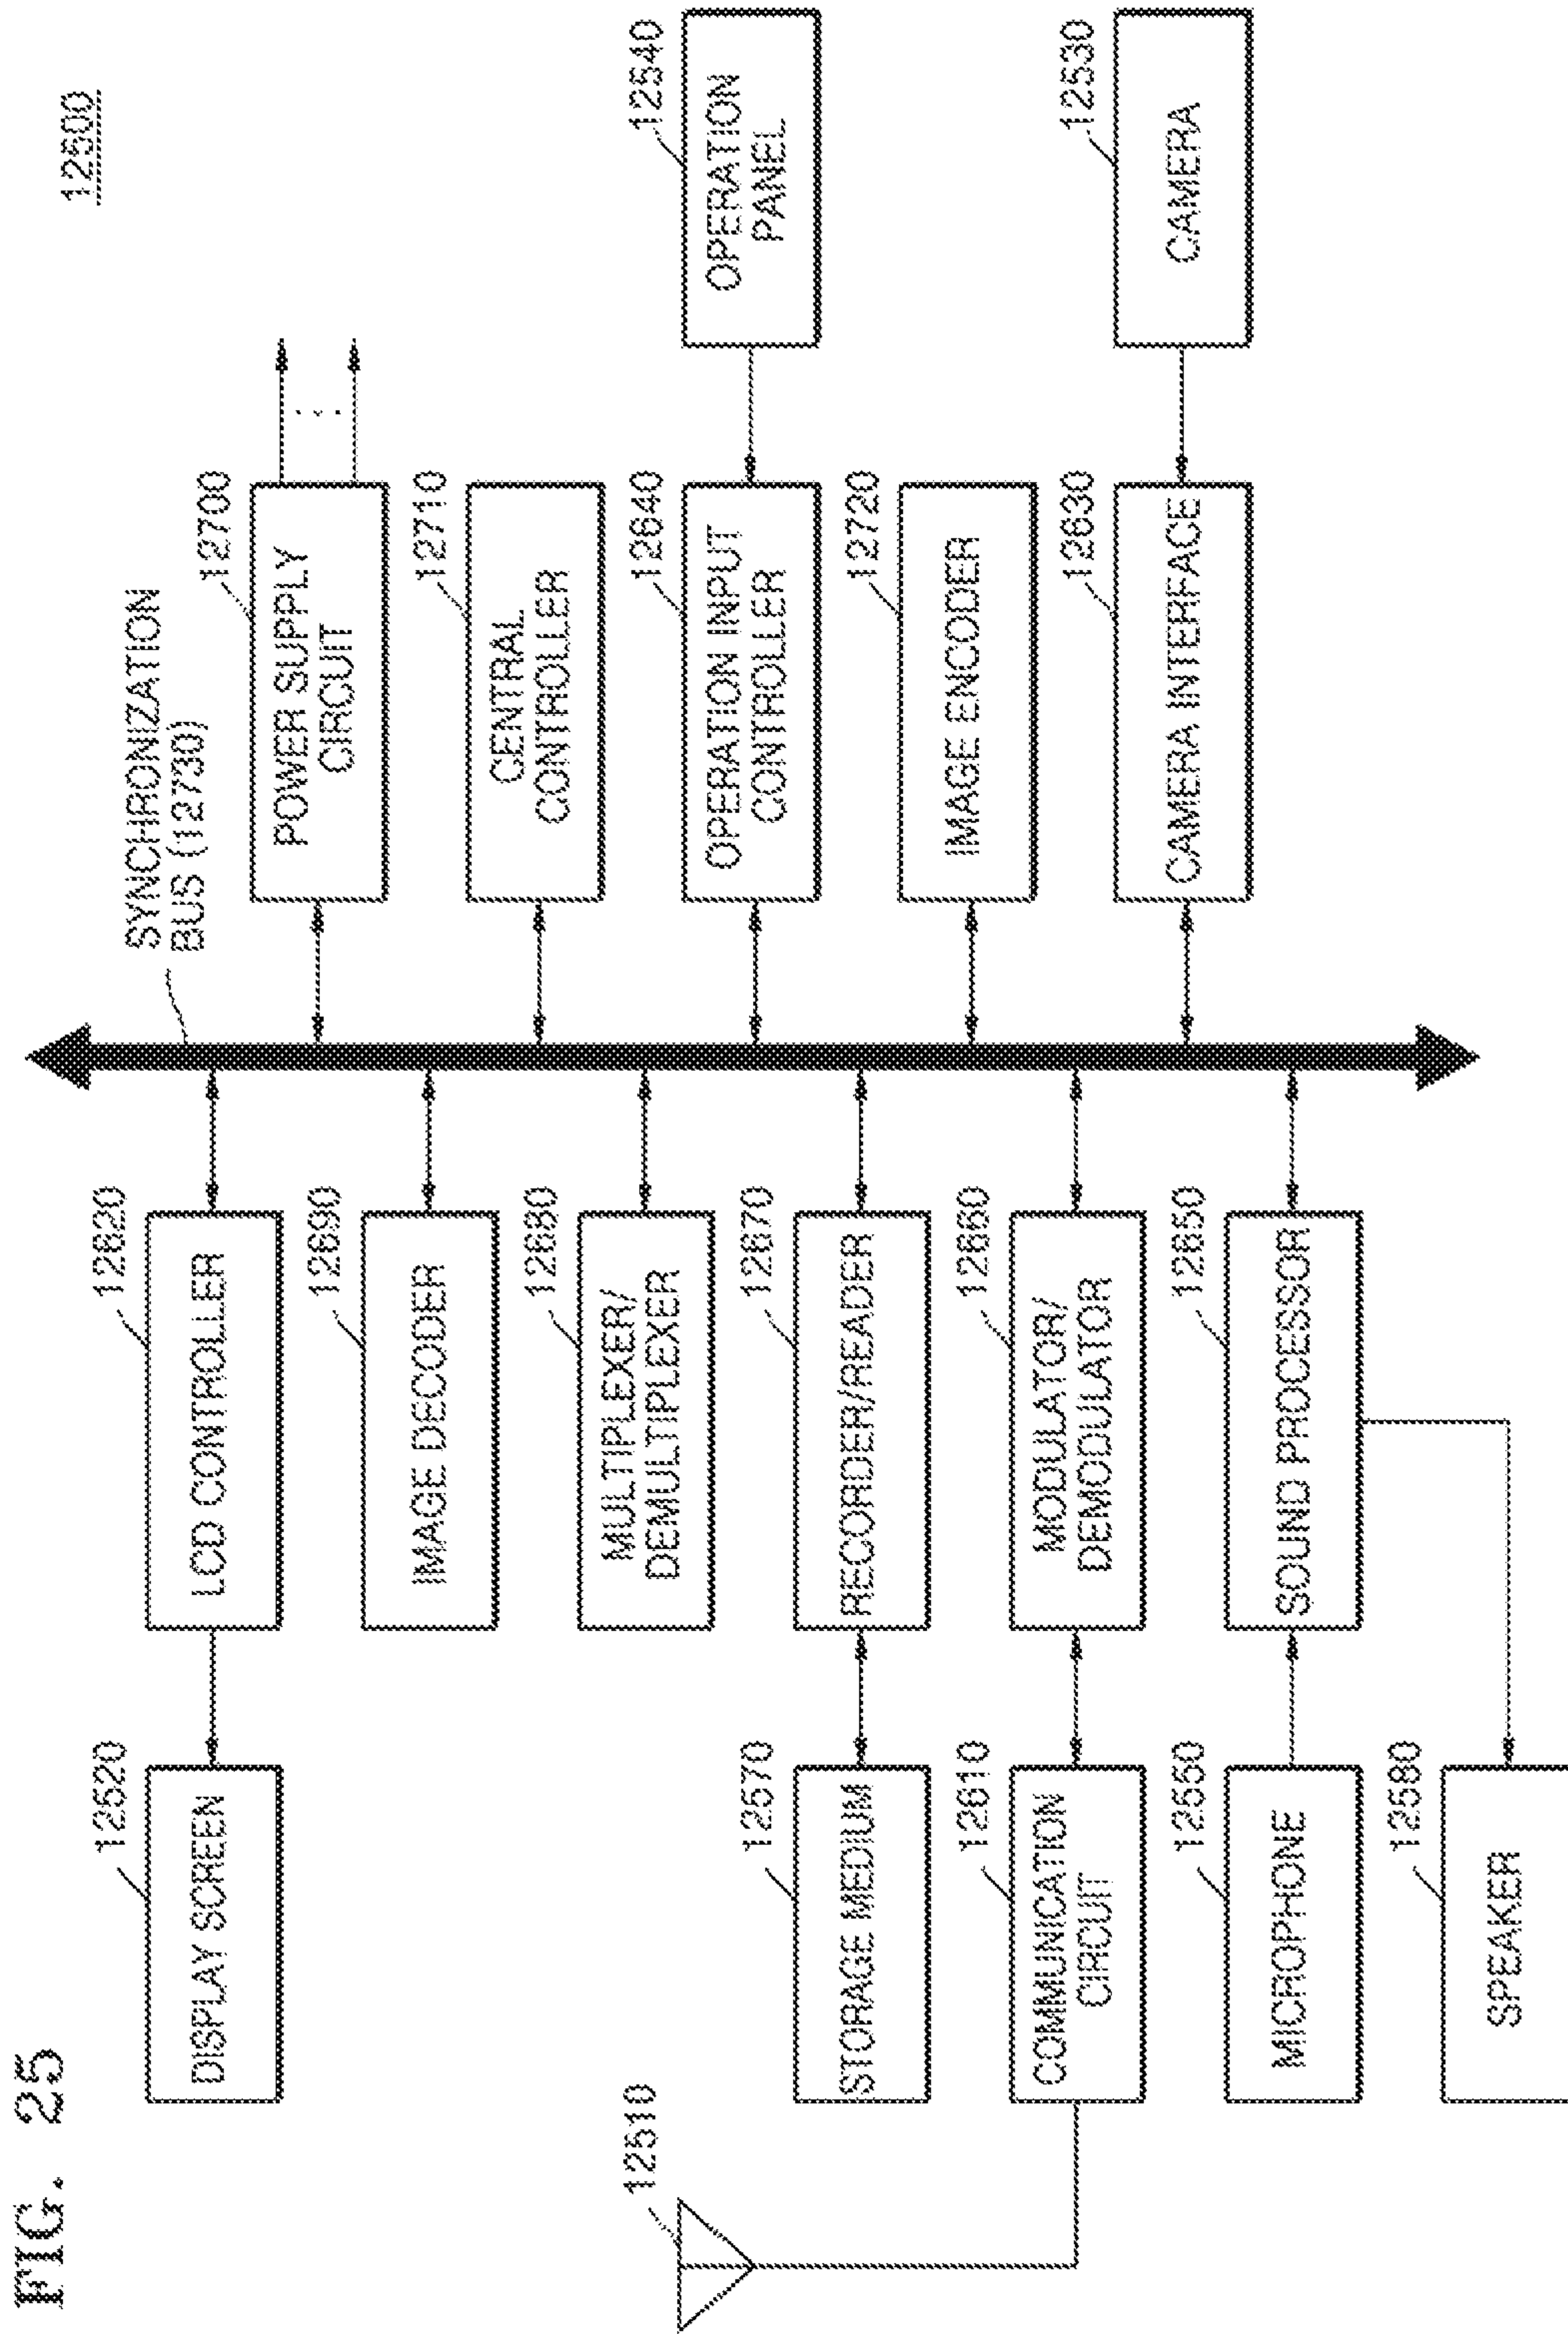 FIG. 25
12500
SYNCHRONIZATION
BUS (12730)
12520
DISPLAY SCREEN
12620
LCD CONTROLLER
12700
POWER SUPPLY
CIRCUIT
12690
IMAGE DECODER
12710
CENTRAL
CONTROLLER
12510
12680
MULTIPLEXER/
DEMULTIPLEXER
12640
OPERATION INPUT
CONTROLLER
12540
OPERATION
PANEL
12570
STORAGE MEDIUM
12670
RECORDER/READER
12720
IMAGE ENCODER
12610
COMMUNICATION
CIRCUIT
12660
MODULATOR/
DEMODULATOR
12630
CAMERA INTERFACE
12530
CAMERA
12550
MICROPHONE
12650
SOUND PROCESSOR
12580
SPEAKER